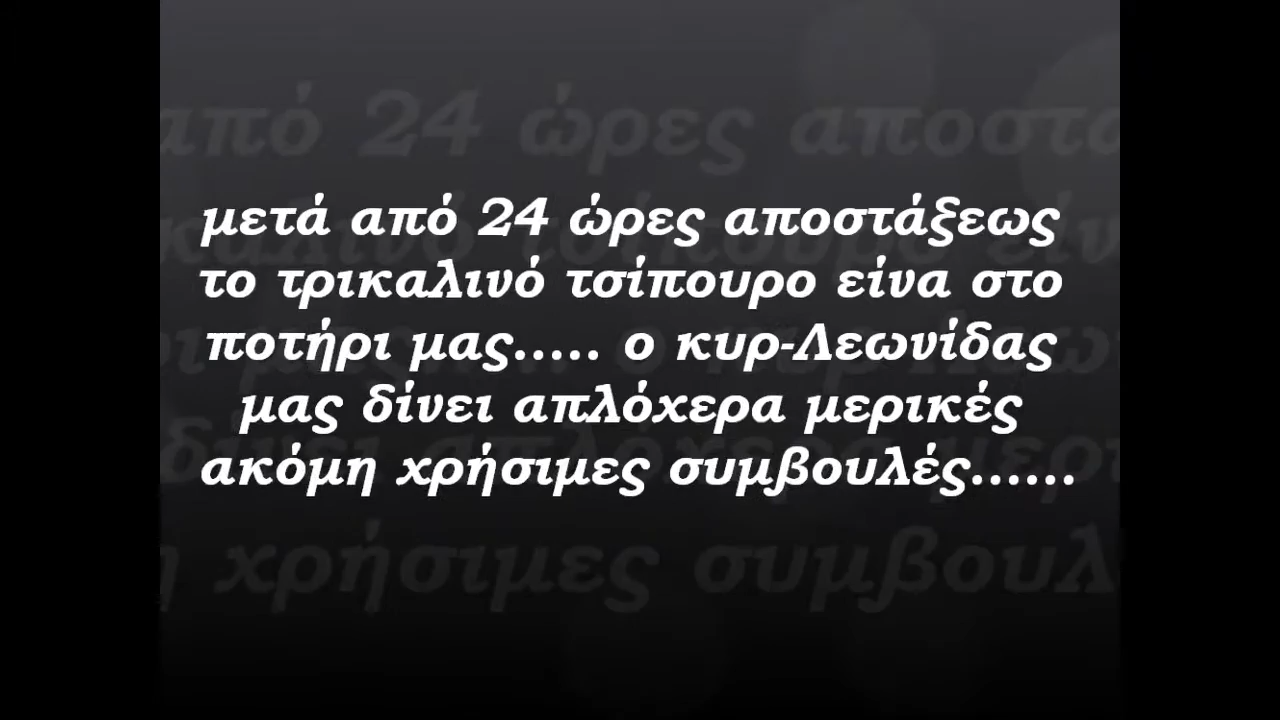 μετά από 24 ώρες αποστάξεως
το τρικαλινό τσίπουρο είνα στο
ποτήρι μας..... ο κυρ-Λεωνίδας
μας δίνει απλόχερα μερικές
ακόμη χρήσιμες συμβουλές......